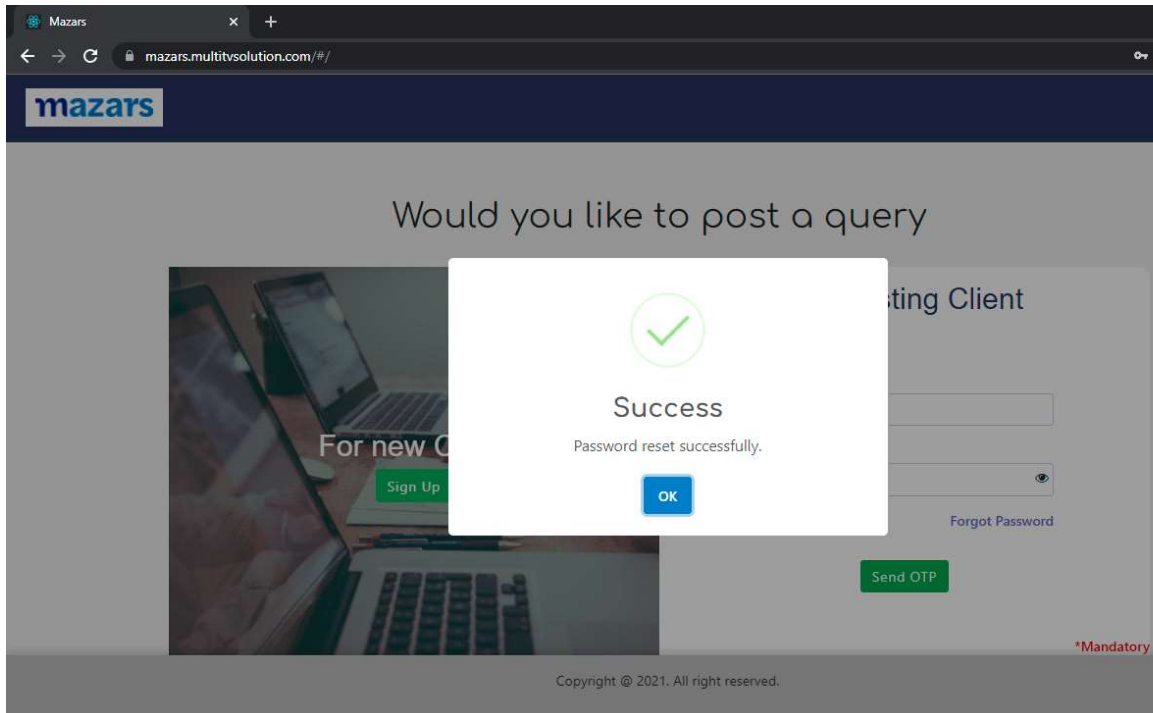 Mazars
mazars.multitvsolution.com/#/
mazars
Would you like to post a query
sting Client
Success
Password reset successfully.
For new C
Sign Up
OK
Forgot Password
Send OTP
*Mandatory
Copyright @ 2021. All right reserved.